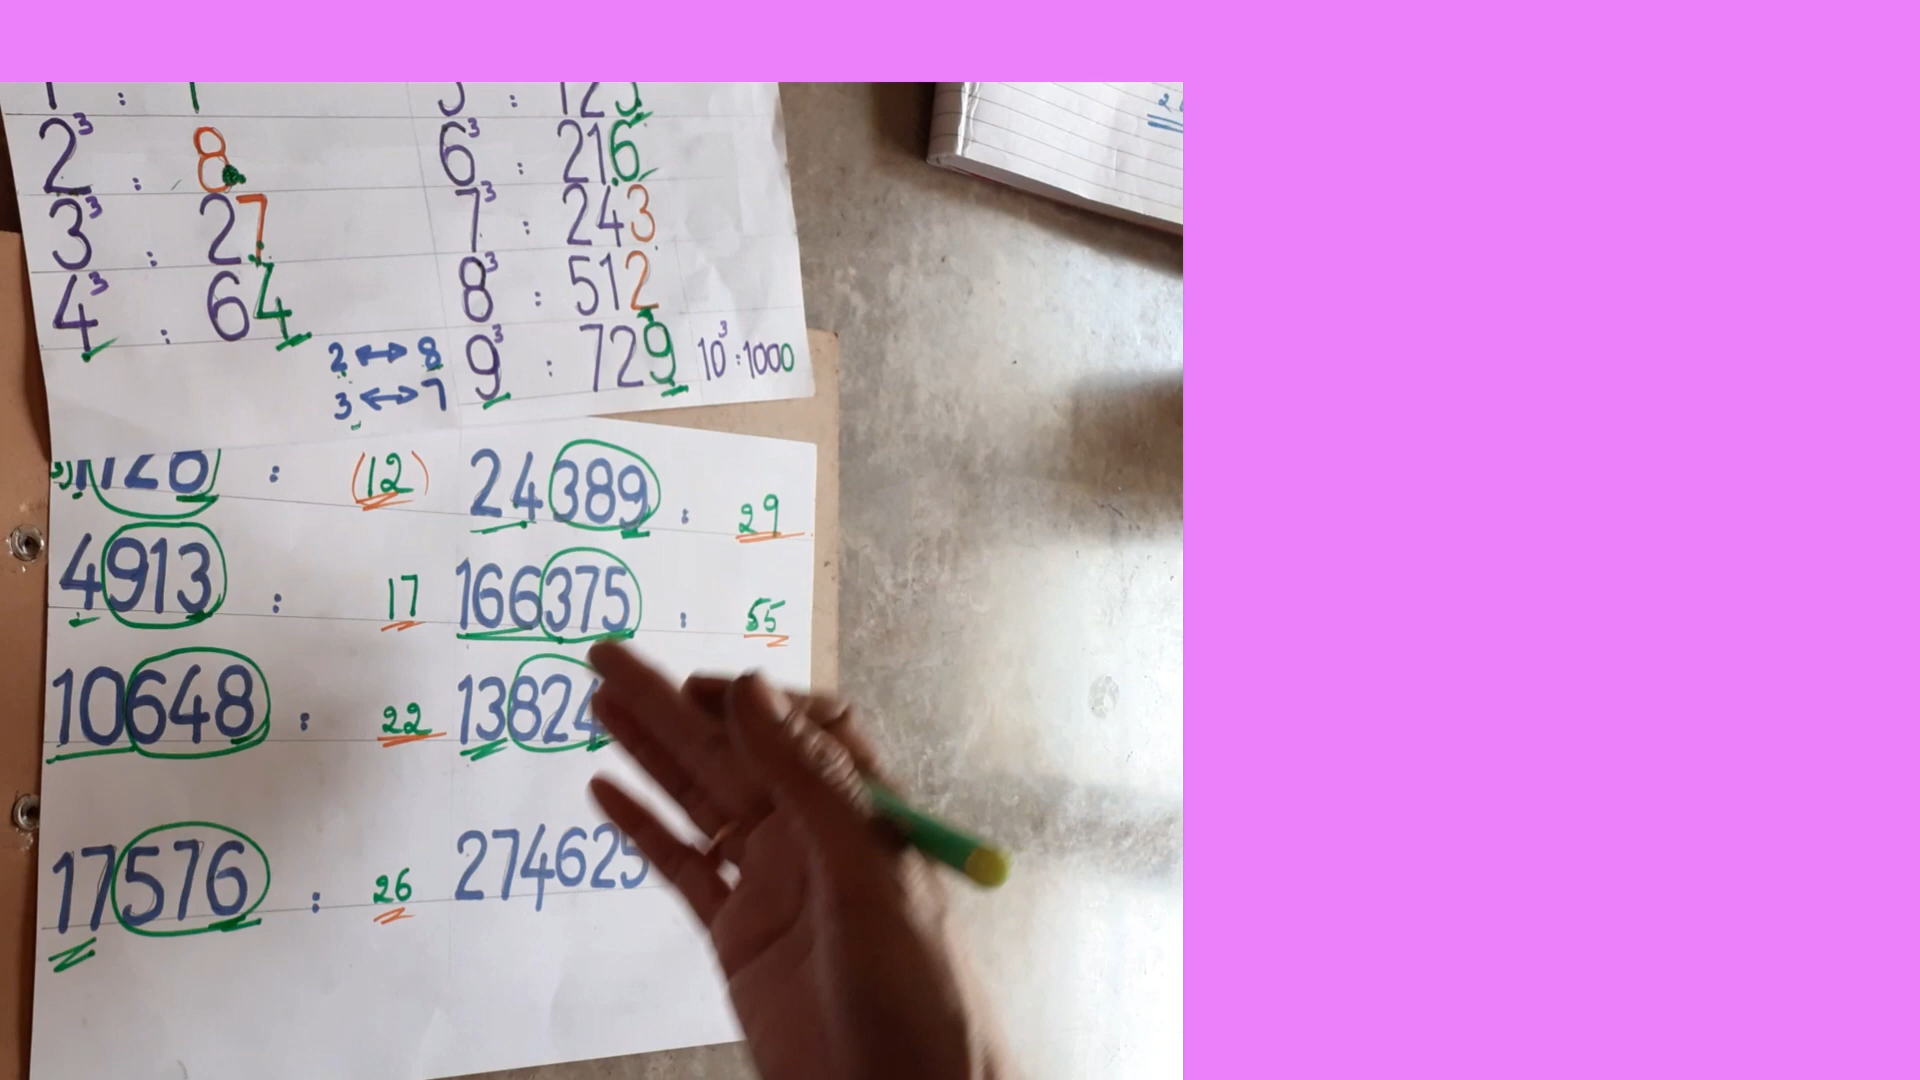 2³ : 8
3³ : 27
4³ : 64
6³ : 216
7³ : 243
8³ : 512
9³ : 729
10³ : 1000
2 ↔ 8
3 ↔ 7
(12)
4913 : 17
10648 : 22
17576 : 26
24389 : 29
166375 : 55
13824
274625